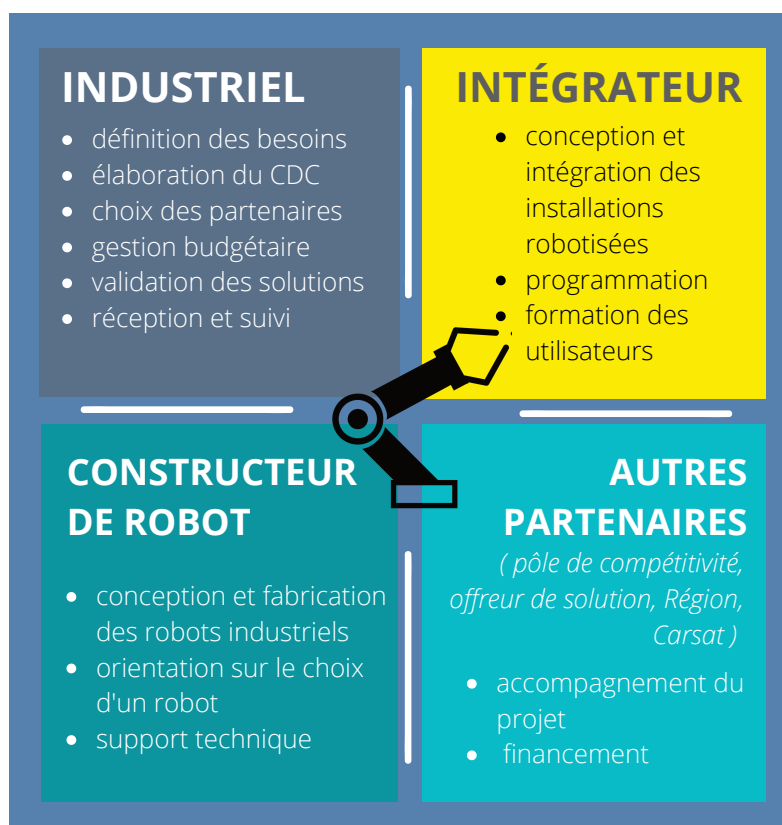 INDUSTRIEL
• définition des besoins
• élaboration du CDC
• choix des partenaires
• gestion budgétaire
• validation des solutions
• réception et suivi
INTÉGRATEUR
• conception et
intégration des
installations
robotisées
• programmation
• formation des
utilisateurs
CONSTRUCTEUR
DE ROBOT
• conception et fabrication
des robots industriels
• orientation sur le choix
d'un robot
• support technique
AUTRES
PARTENAIRES
( pôle de compétitivité,
offreur de solution, Région,
Carsat )
• accompagnement du
projet
• financement